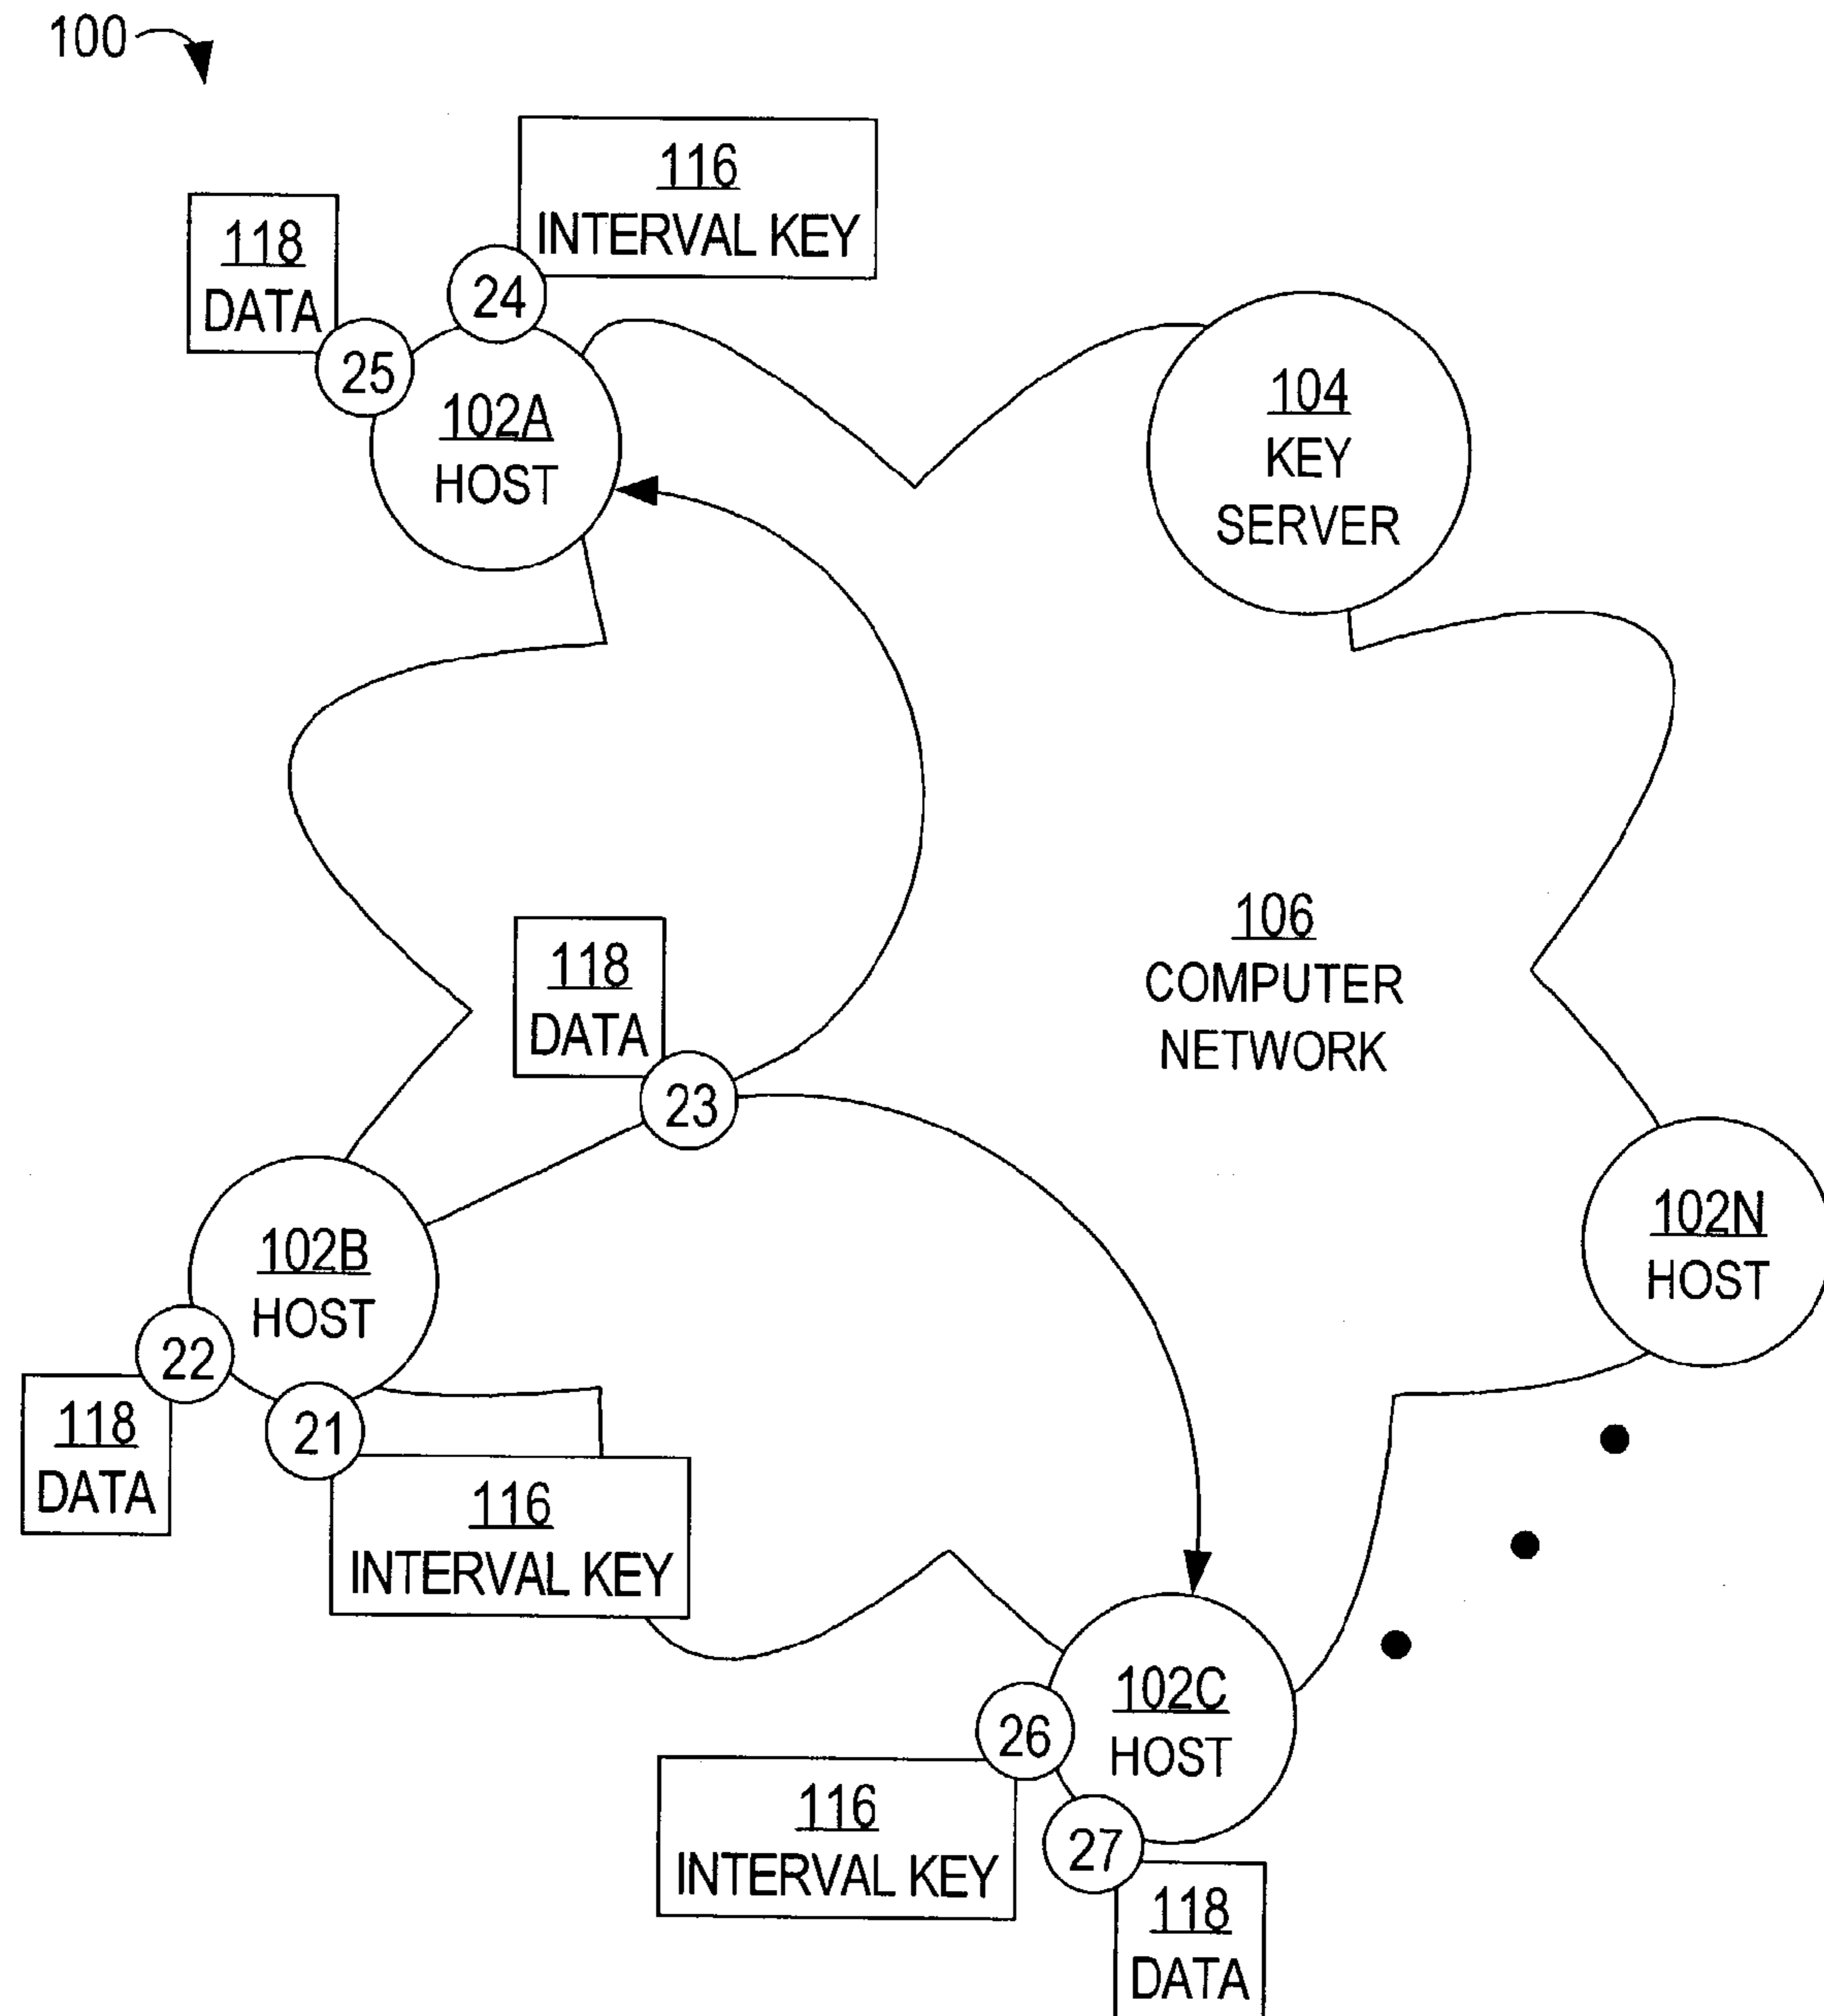 100
116
INTERVAL KEY
118
DATA
24
25
102A
HOST
104
KEY
SERVER
118
DATA
23
106
COMPUTER
NETWORK
102B
HOST
22
118
DATA
21
116
INTERVAL KEY
102N
HOST
102C
HOST
26
116
INTERVAL KEY
27
118
DATA